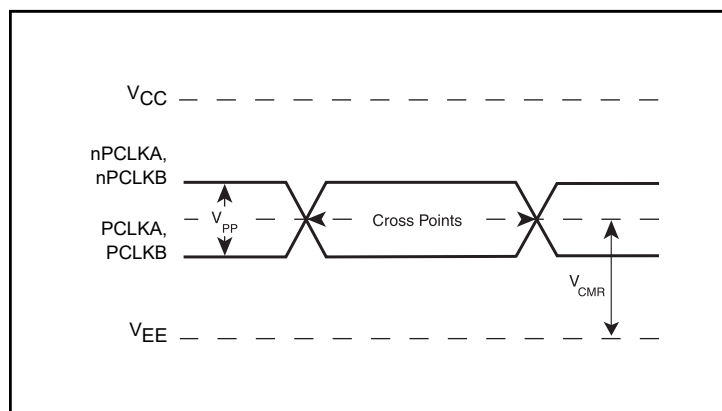 VCC
nPCLKA,
nPCLKB
VPP
Cross Points
PCLKA,
PCLKB
VCMR
VEE